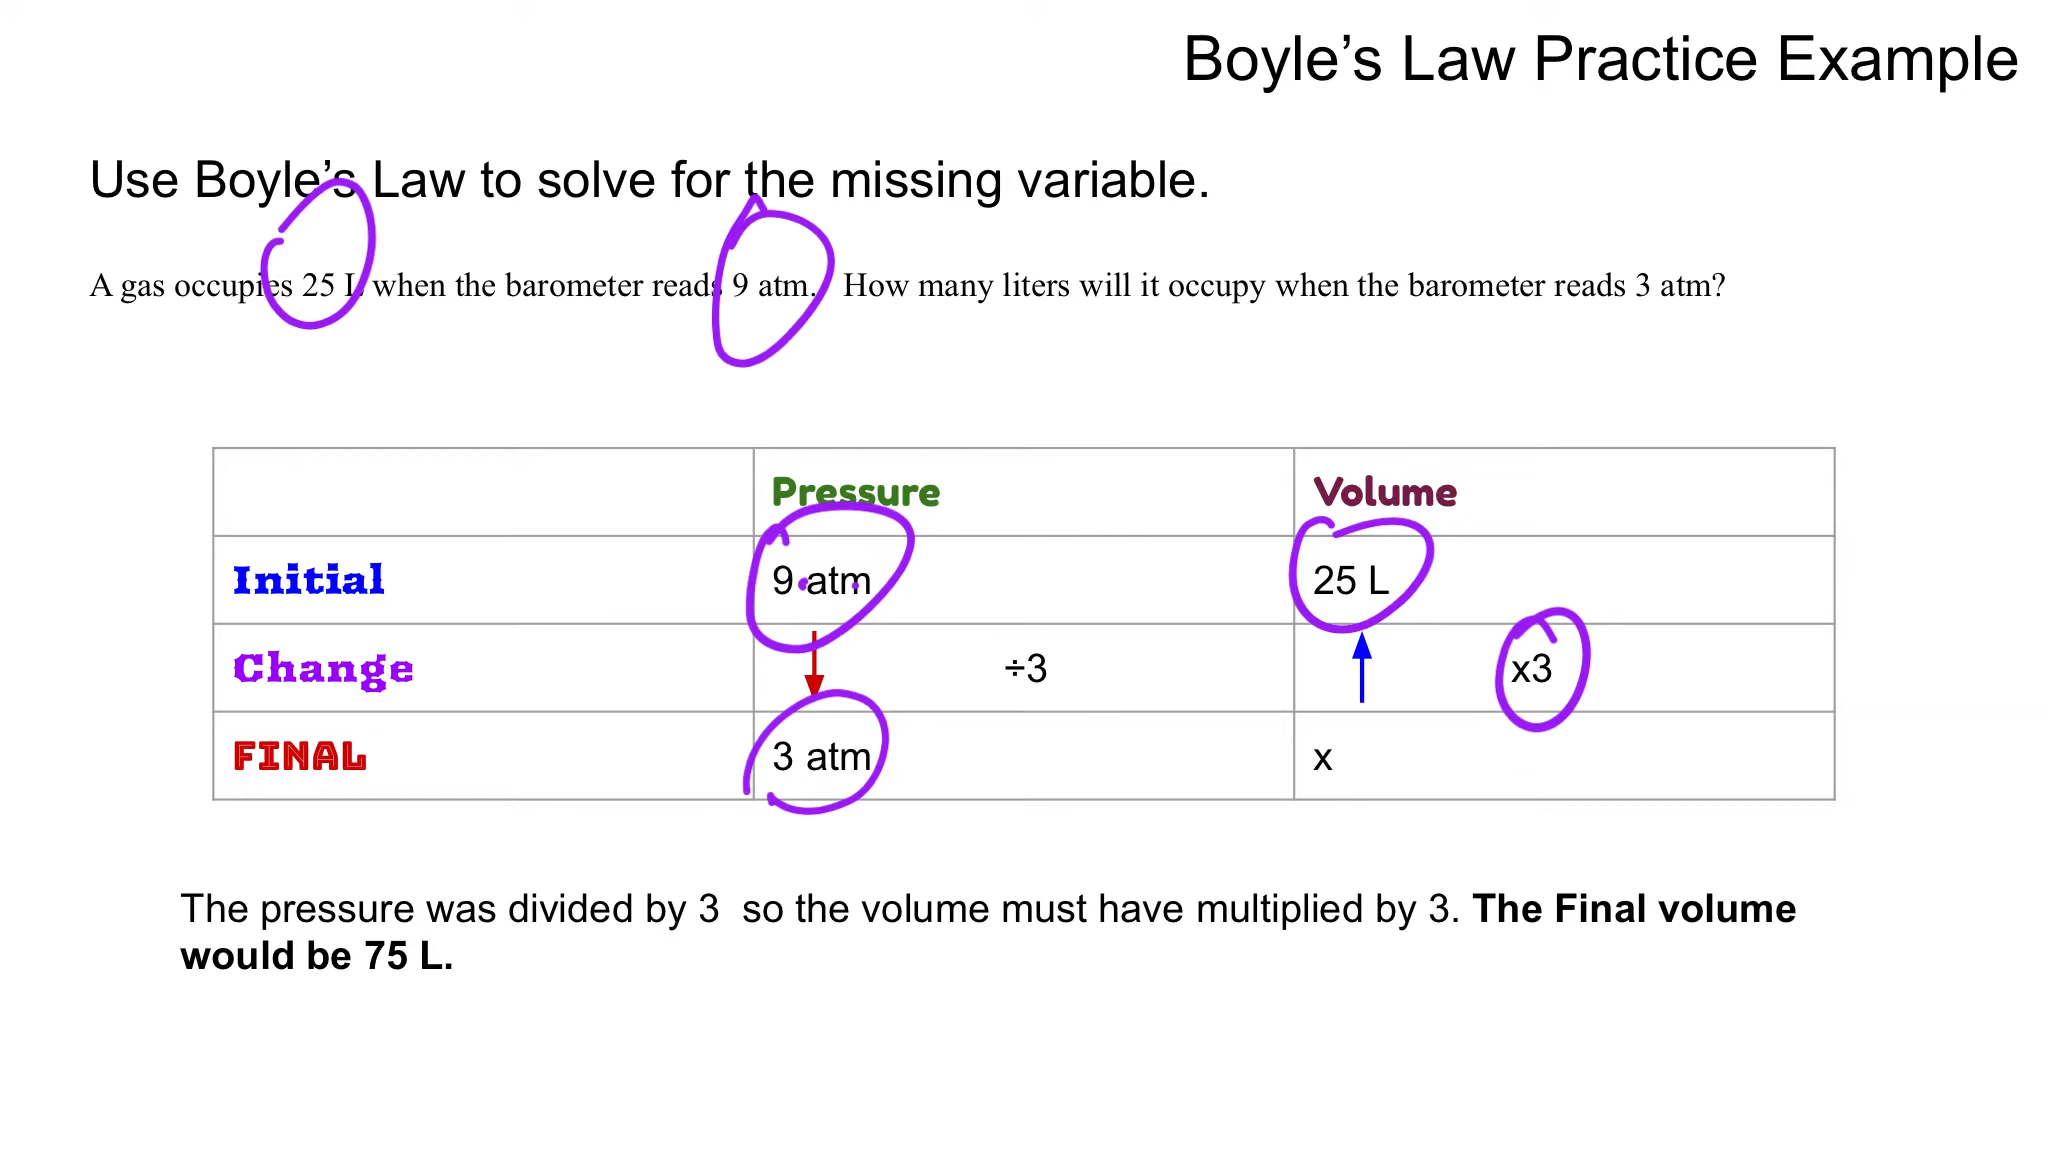 Boyle’s Law Practice Example
Use Boyle’s Law to solve for the missing variable.
A gas occupies 25 L when the barometer reads 9 atm. How many liters will it occupy when the barometer reads 3 atm?
Pressure Volume
Initial 9 atm 25 L
Change ÷3 x3
FINAL 3 atm x
The pressure was divided by 3 so the volume must have multiplied by 3. The Final volume
would be 75 L.